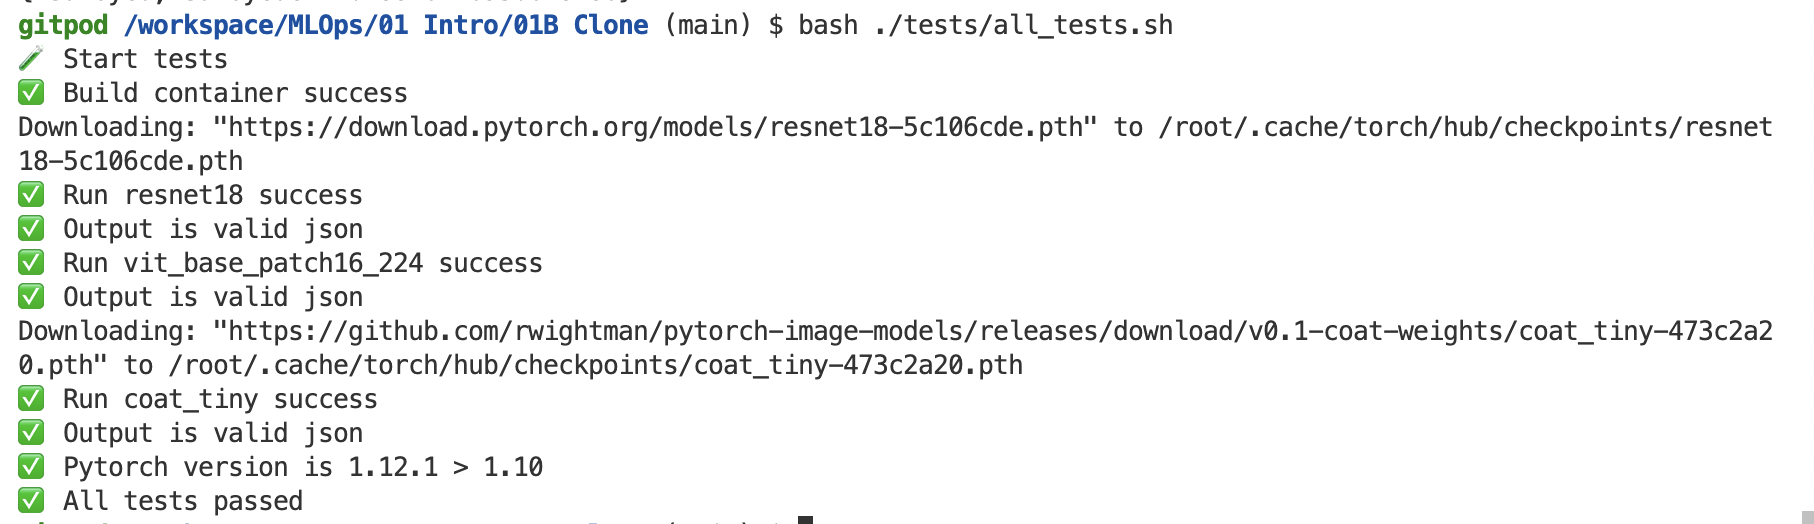 gitpod /workspace/MLOps/01 Intro/01B Clone (main) $ bash ./tests/all_tests.sh
Start tests
Build container success
Downloading: "https://download.pytorch.org/models/resnet18-5c106cde.pth" to /root/.cache/torch/hub/checkpoints/resnet
18-5c106cde.pth
Run resnet18 success
Output is valid json
Run vit_base_patch16_224 success
Output is valid json
Downloading: "https://github.com/rwightman/pytorch-image-models/releases/download/v0.1-coat-weights/coat_tiny-473c2a2
0.pth" to /root/.cache/torch/hub/checkpoints/coat_tiny-473c2a20.pth
Run coat_tiny success
Output is valid json
Pytorch version is 1.12.1 > 1.10
All tests passed